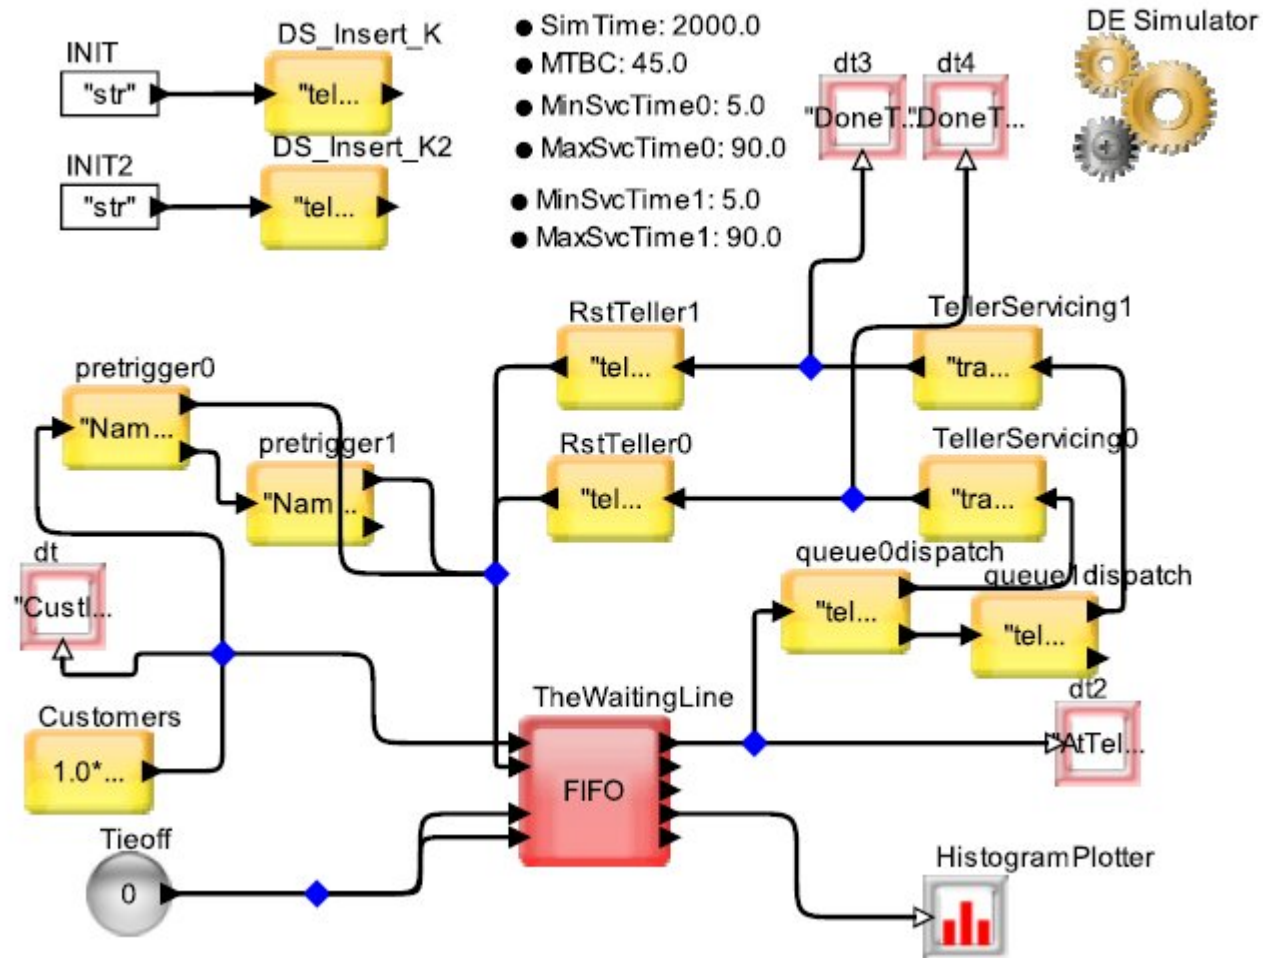 DS_Insert_K
INIT
"str"
"tel...
DS_Insert_K2
INIT2
"str"
"tel...
SimTime: 2000.0
MTBC: 45.0
MinSvcTime0: 5.0
MaxSvcTime0: 90.0
MinSvcTime1: 5.0
MaxSvcTime1: 90.0
dt3
dt4
"DoneT...
"DoneT...
DE Simulator
RstTeller1
TellerServicing1
"tel...
"tra...
pretrigger0
"Nam...
pretrigger1
"Nam...
RstTeller0
TellerServicing0
"tel...
"tra...
queue0dispatch
queue1dispatch
"tel...
"tel...
dt
"CustI...
dt2
"AtTel...
Customers
1.0*...
TheWaitingLine
FIFO
Tieoff
0
HistogramPlotter